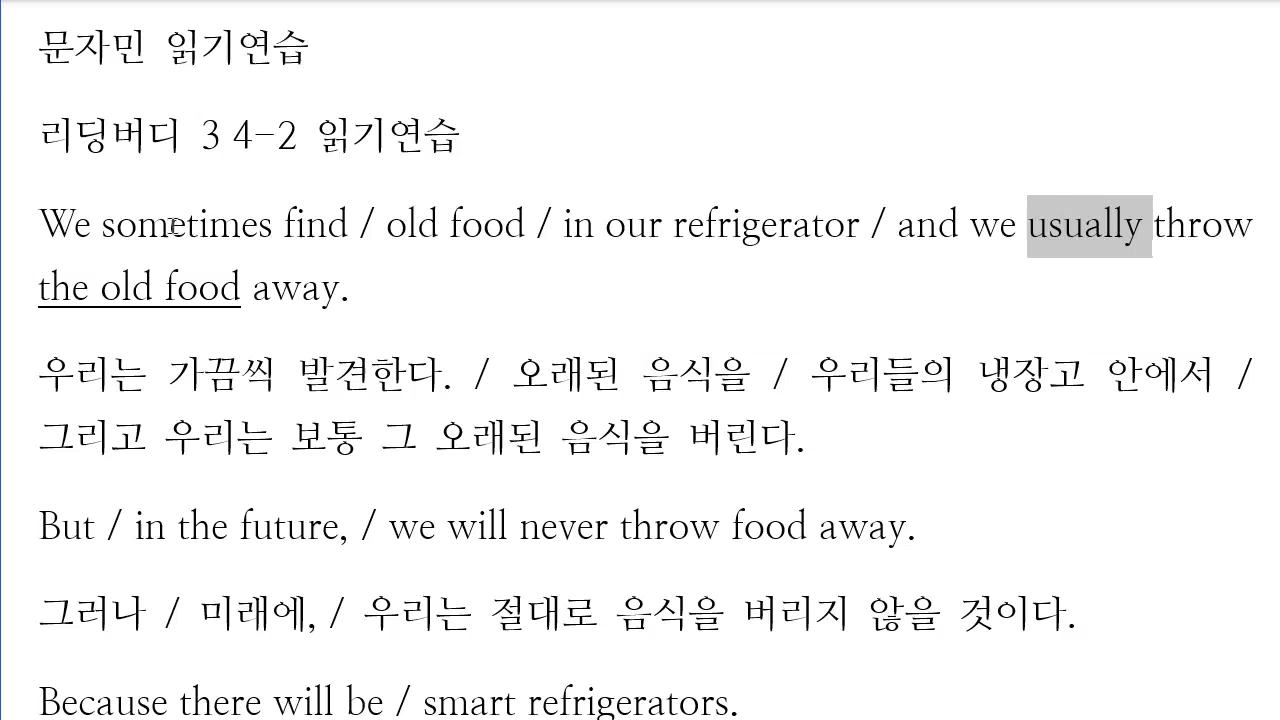 문자민 읽기연습
리딩버디 3 4-2 읽기연습
We sometimes find / old food / in our refrigerator / and we usually throw
the old food away.
우리는 가끔씩 발견한다. / 오래된 음식을 / 우리들의 냉장고 안에서 /
그리고 우리는 보통 그 오래된 음식을 버린다.
But / in the future, / we will never throw food away.
그러나 / 미래에, / 우리는 절대로 음식을 버리지 않을 것이다.
Because there will be / smart refrigerators.